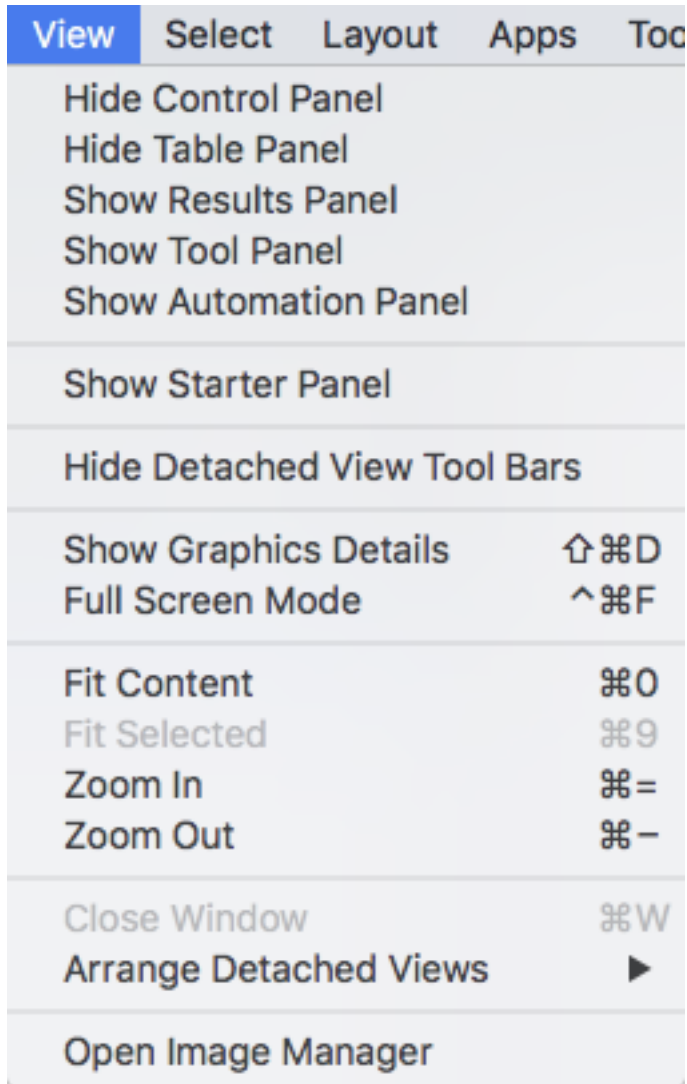 View Select Layout Apps Too
Hide Control Panel
Hide Table Panel
Show Results Panel
Show Tool Panel
Show Automation Panel
Show Starter Panel
Hide Detached View Tool Bars
Show Graphics Details ⇧⌘D
Full Screen Mode ^⌘F
Fit Content ⌘0
Fit Selected ⌘9
Zoom In ⌘=
Zoom Out ⌘−
Close Window ⌘W
Arrange Detached Views ▶
Open Image Manager